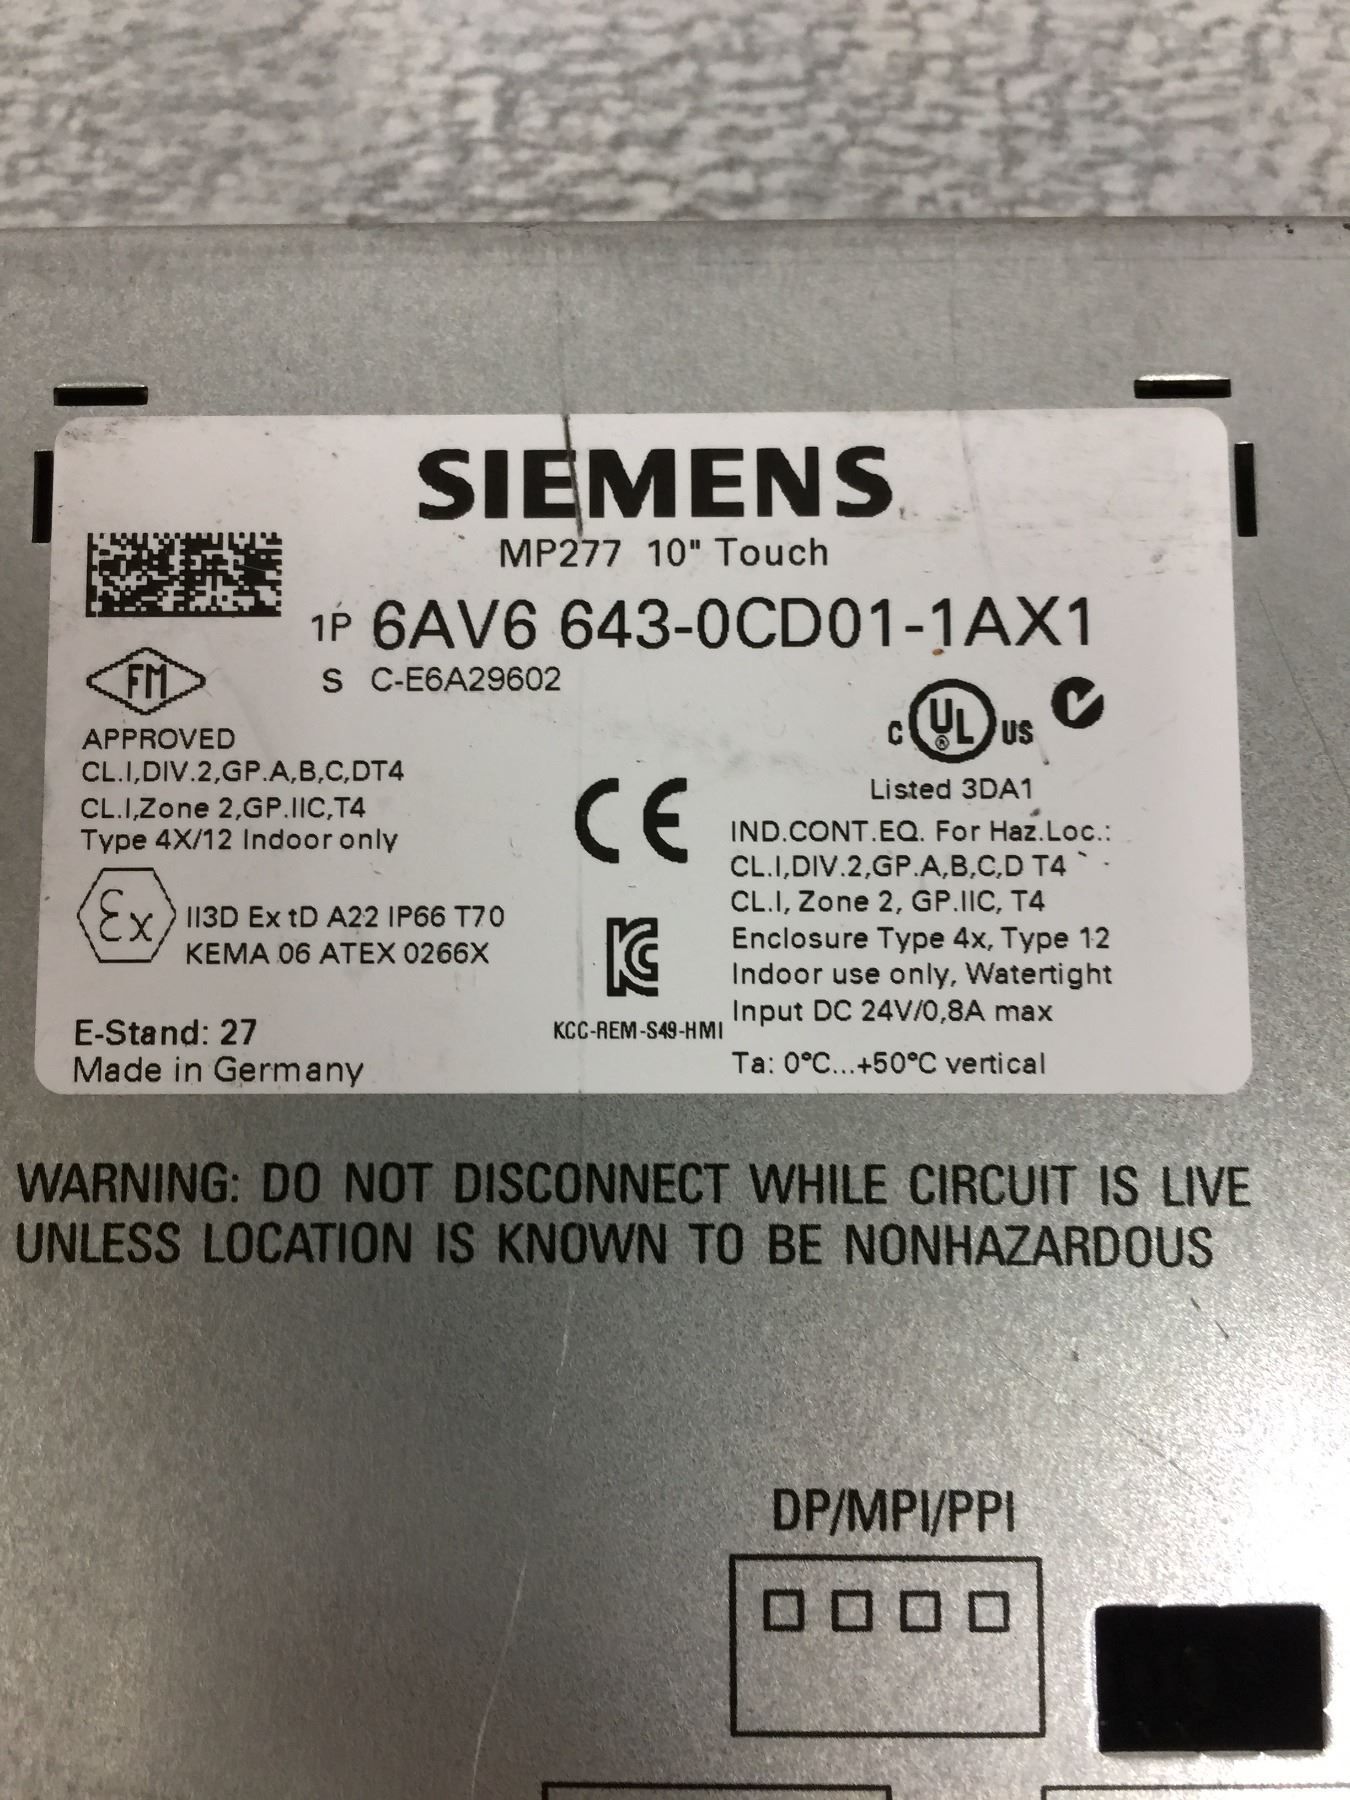 SIEMENS
MP277 10" Touch
1P 6AV6 643-0CD01-1AX1
S C-E6A29602
FM
APPROVED
CL.I,DIV.2,GP.A,B,C,DT4
CL.I,Zone 2,GP.IIC,T4
Type 4X/12 Indoor only
Ex II3D Ex tD A22 IP66 T70
KEMA 06 ATEX 0266X
E-Stand: 27
Made in Germany
CE
KC
KCC-REM-S49-HMI
C UL ® US
Listed 3DA1
IND.CONT.EQ. For Haz.Loc.:
CL.I,DIV.2,GP.A,B,C,D T4
CL.I, Zone 2, GP.IIC, T4
Enclosure Type 4x, Type 12
Indoor use only, Watertight
Input DC 24V/0,8A max
Ta: 0°C...+50°C vertical
WARNING: DO NOT DISCONNECT WHILE CIRCUIT IS LIVE
UNLESS LOCATION IS KNOWN TO BE NONHAZARDOUS
DP/MPI/PPI